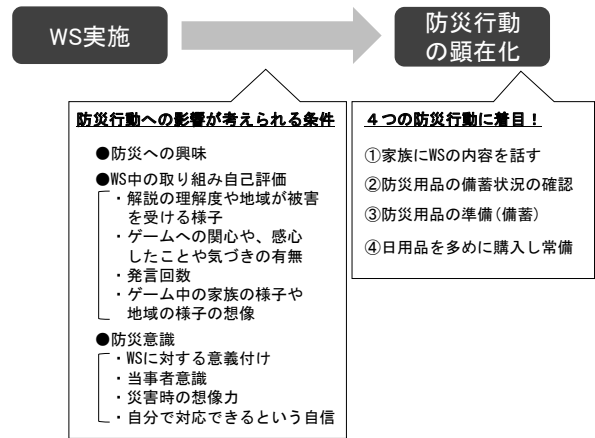 WS実施
防災行動
の顕在化
防災行動への影響が考えられる条件
●防災への興味
●WS中の取り組み自己評価
・解説の理解度や地域が被害
を受ける様子
・ゲームへの関心や、感心
したことや気づきの有無
・発言回数
・ゲーム中の家族の様子や
地域の様子の想像
●防災意識
・WSに対する意義付け
・当事者意識
・災害時の想像力
・自分で対応できるという自信
４つの防災行動に着目！
①家族にWSの内容を話す
②防災用品の備蓄状況の確認
③防災用品の準備(備蓄)
④日用品を多めに購入し常備